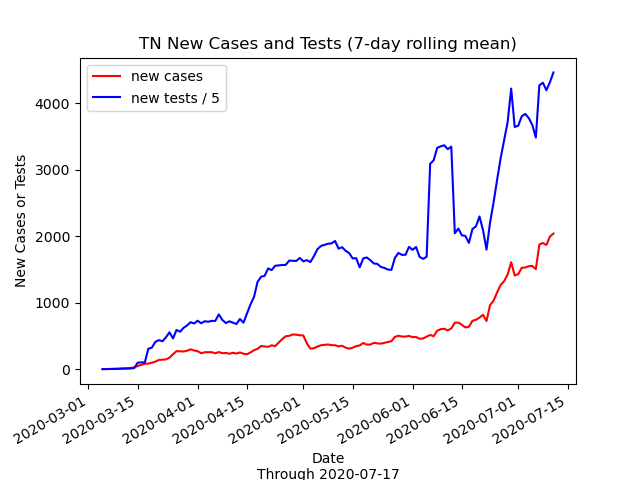 TN New Cases and Tests (7-day rolling mean)
new cases
new tests / 5
New Cases or Tests
4000
3000
2000
1000
0
2020-03-01
2020-03-15
2020-04-01
2020-04-15
2020-05-01
2020-05-15
2020-06-01
2020-06-15
2020-07-01
2020-07-15
Date
Through 2020-07-17